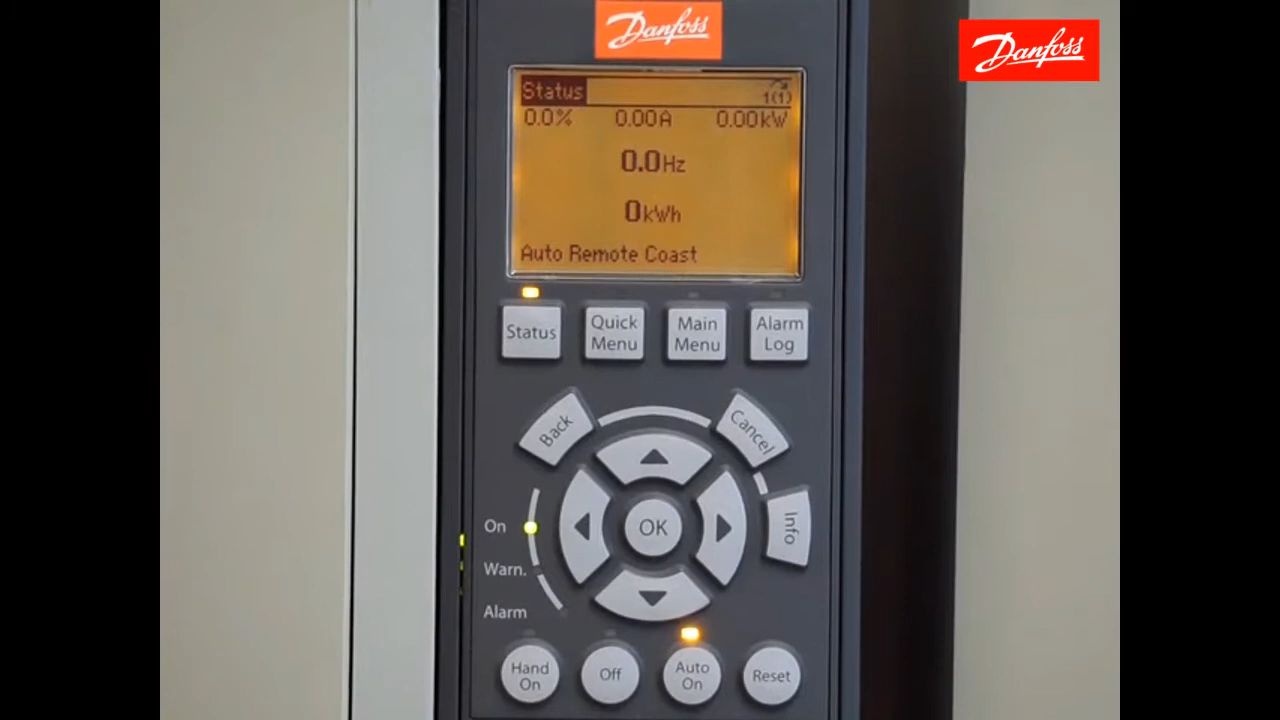 Danfoss
Danfoss
Status 1(1)
0.0% 0.00A 0.00kW
0.0Hz
0kWh
Auto Remote Coast
Status
Quick
Menu
Main
Menu
Alarm
Log
Back
Cancel
OK
Info
On
Warn.
Alarm
Hand
On
Off
Auto
On
Reset